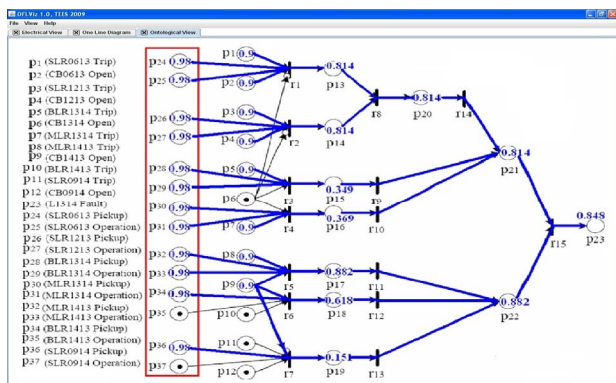 OFLViz 1.0, TEES 2009
File View Help
Electrical View One Line Diagram Ontological View
p1 (SLR0613 Trip)
p2 (CB0613 Open)
p3 (SLR1213 Trip)
p4 (CB1213 Open)
p5 (BLR1314 Trip)
p6 (CB1314 Open)
p7 (MLR1314 Trip)
p8 (MLR1413 Trip)
p9 (CB1413 Open)
p10 (BLR1413 Trip)
p11 (SLR0914 Trip)
p12 (CB0914 Open)
p23 (L1314 Fault)
p24 (SLR0613 Pickup)
p25 (SLR0613 Operation)
p26 (SLR1213 Pickup)
p27 (SLR1213 Operation)
p28 (BLR1314 Pickup)
p29 (BLR1314 Operation)
p30 (MLR1314 Pickup)
p31 (MLR1314 Operation)
p32 (MLR1413 Pickup)
p33 (MLR1413 Operation)
p34 (BLR1413 Pickup)
p35 (BLR1413 Operation)
p36 (SLR0914 Pickup)
p37 (SLR0914 Operation)
p24 0.98
p25 0.98
p26 0.98
p27 0.98
p28 0.98
p29 0.98
p30 0.98
p31 0.98
p32 0.98
p33 0.98
p34 0.98
p35
p36 0.98
p37
p1 0.9
p2 0.9
p3 0.9
p4 0.9
p5 0.9
p6
p7 0.9
p8 0.9
p9 0.9
p10
p11
p12
r1
r2
r3
r4
r5
r6
r7
0.814
p13
0.814
p14
p15
0.349
0.369
p16
0.882
p17
0.618
p18
0.151
p19
r8
r9
r10
r11
r12
r13
0.814
p20
r14
0.814
p21
0.882
p22
r15
0.848
p23